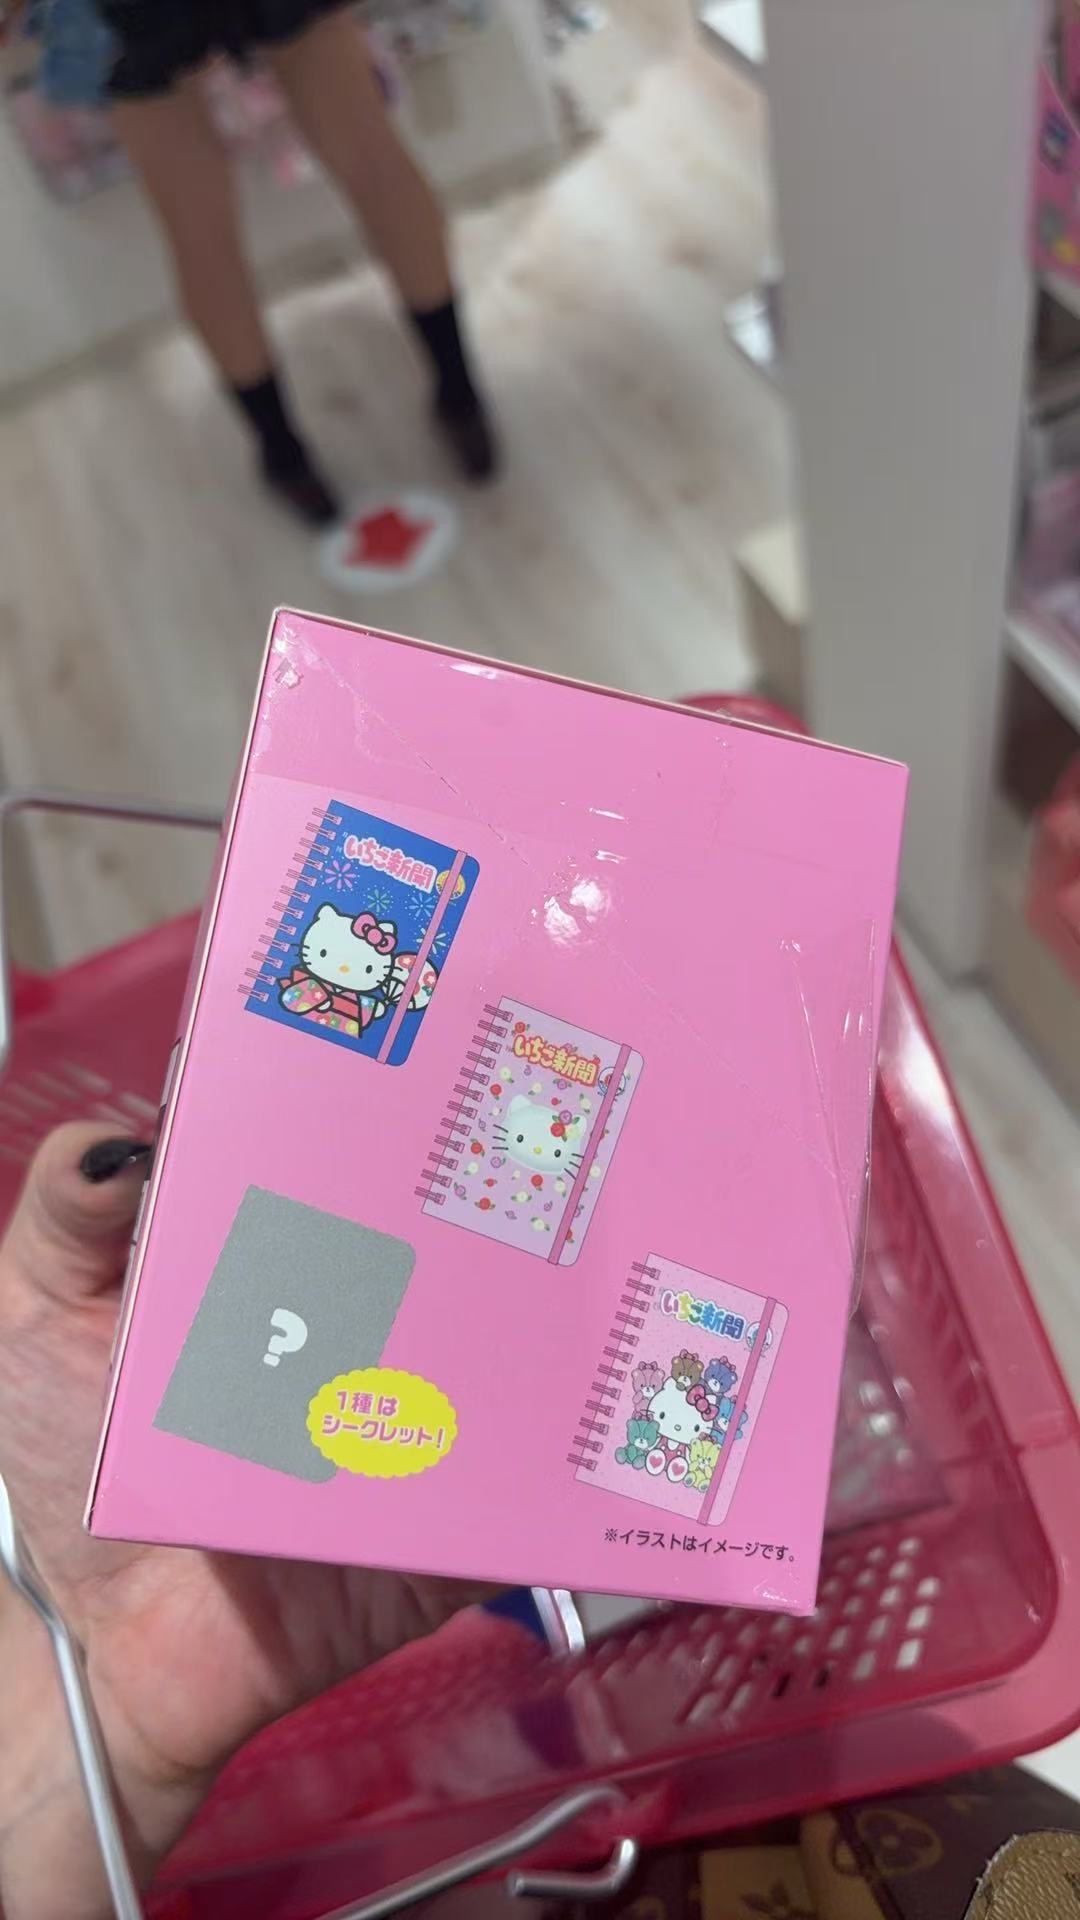 いちご新聞
いちご新聞
?
1種は
シークレット!
いちご新聞
※イラストはイメージです。